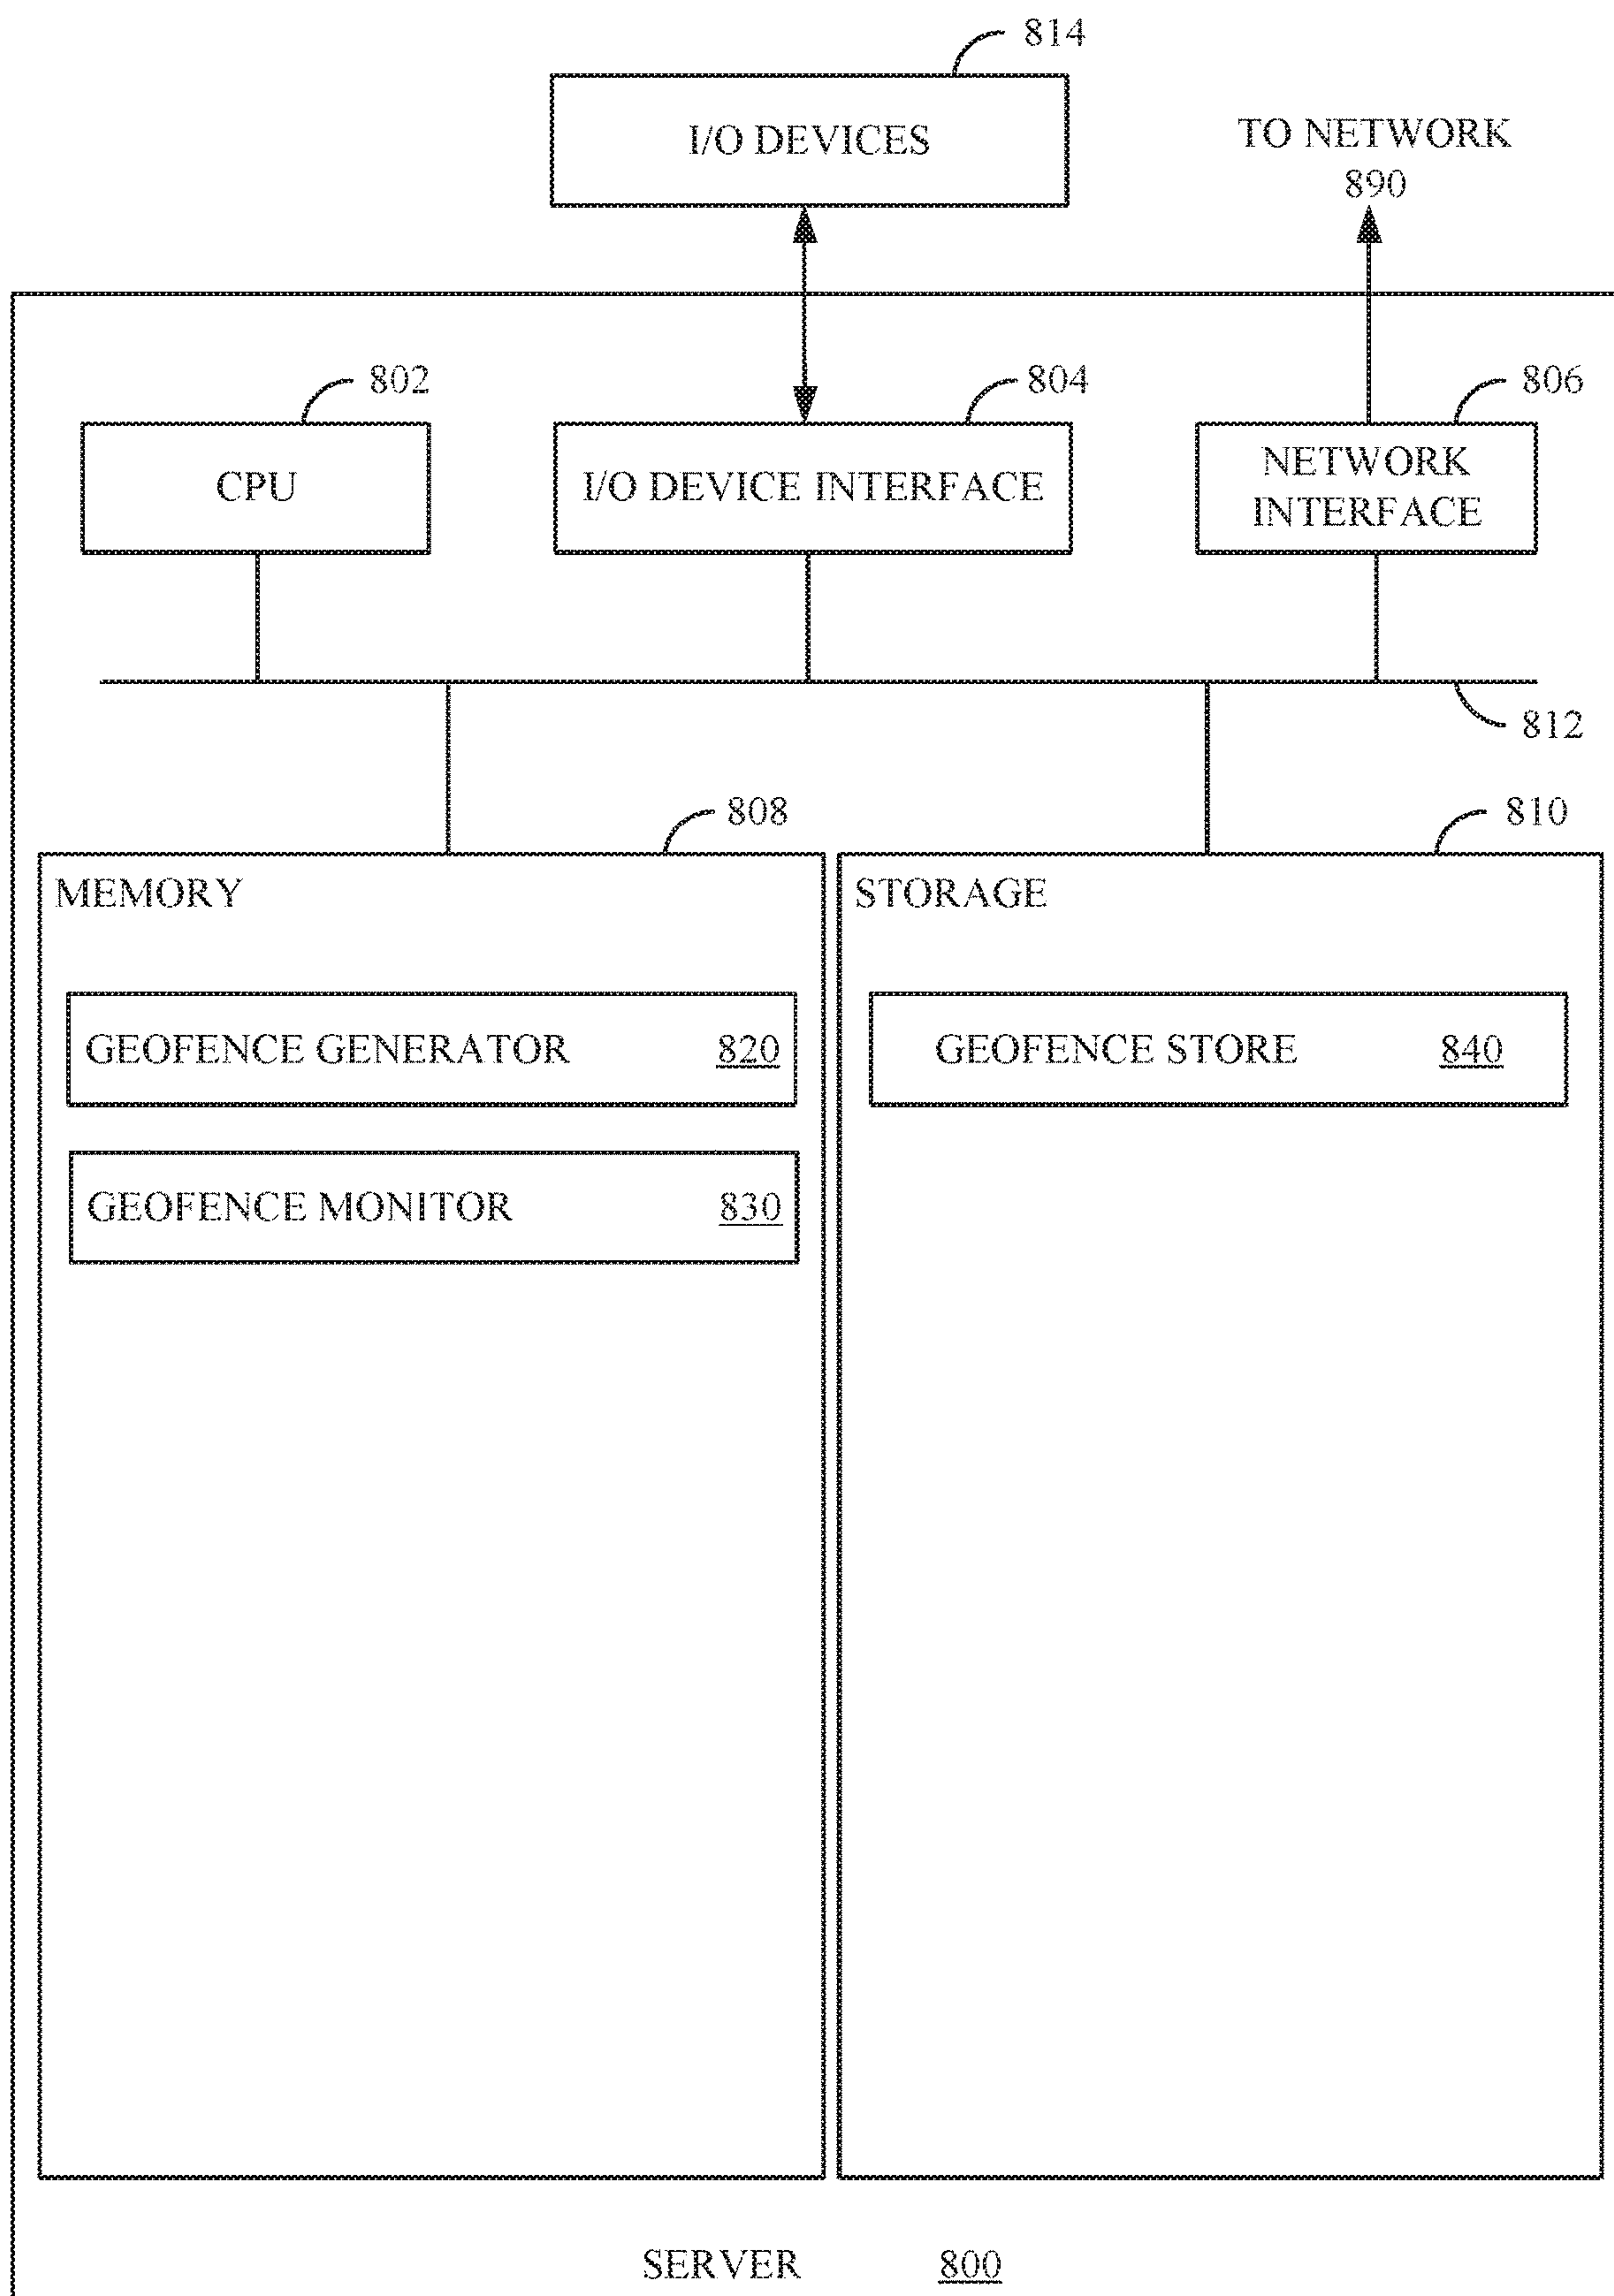 814
I/O DEVICES
TO NETWORK
890
802
804
806
CPU
I/O DEVICE INTERFACE
NETWORK
INTERFACE
812
808
810
MEMORY
STORAGE
GEOFENCE GENERATOR 820
GEOFENCE STORE 840
GEOFENCE MONITOR 830
SERVER 800